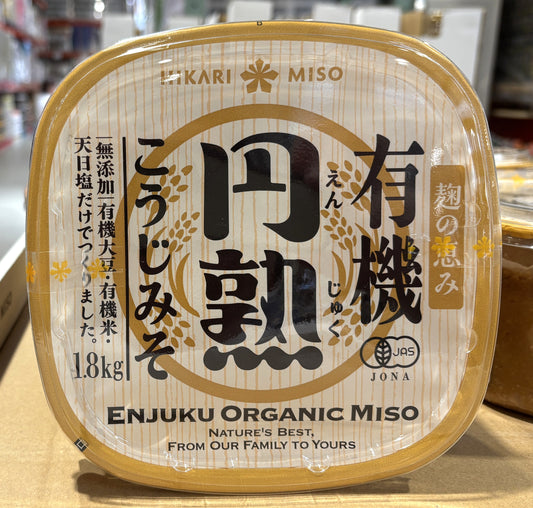 HIKARI MISO
有機
麹の恵み
円熟
えんじゅく
こうじみそ
無添加 有機大豆・有機米・
天日塩だけでつくりました。
1.8kg
JAS
JONA
ENJUKU ORGANIC MISO
NATURE'S BEST,
FROM OUR FAMILY TO YOURS